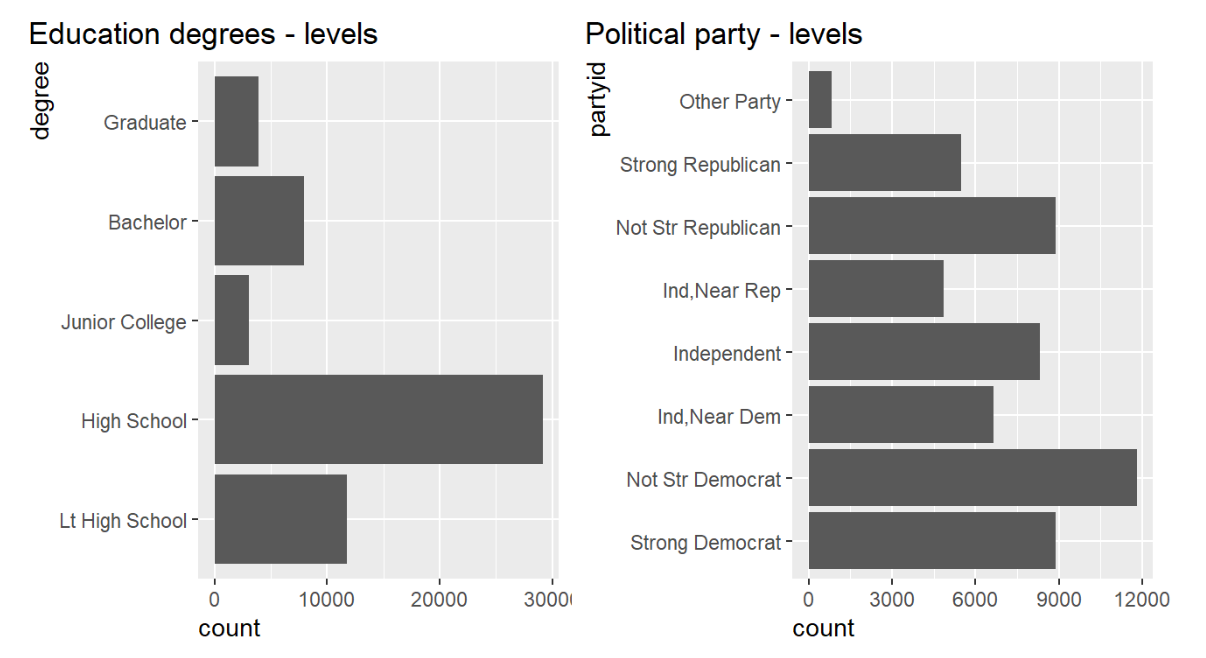 Education degrees - levels
degree
Graduate
Bachelor
Junior College
High School
Lt High School
0 10000 20000 3000
count
Political party - levels
partyid
Other Party
Strong Republican
Not Str Republican
Ind,Near Rep
Independent
Ind,Near Dem
Not Str Democrat
Strong Democrat
0 3000 6000 9000 12000
count